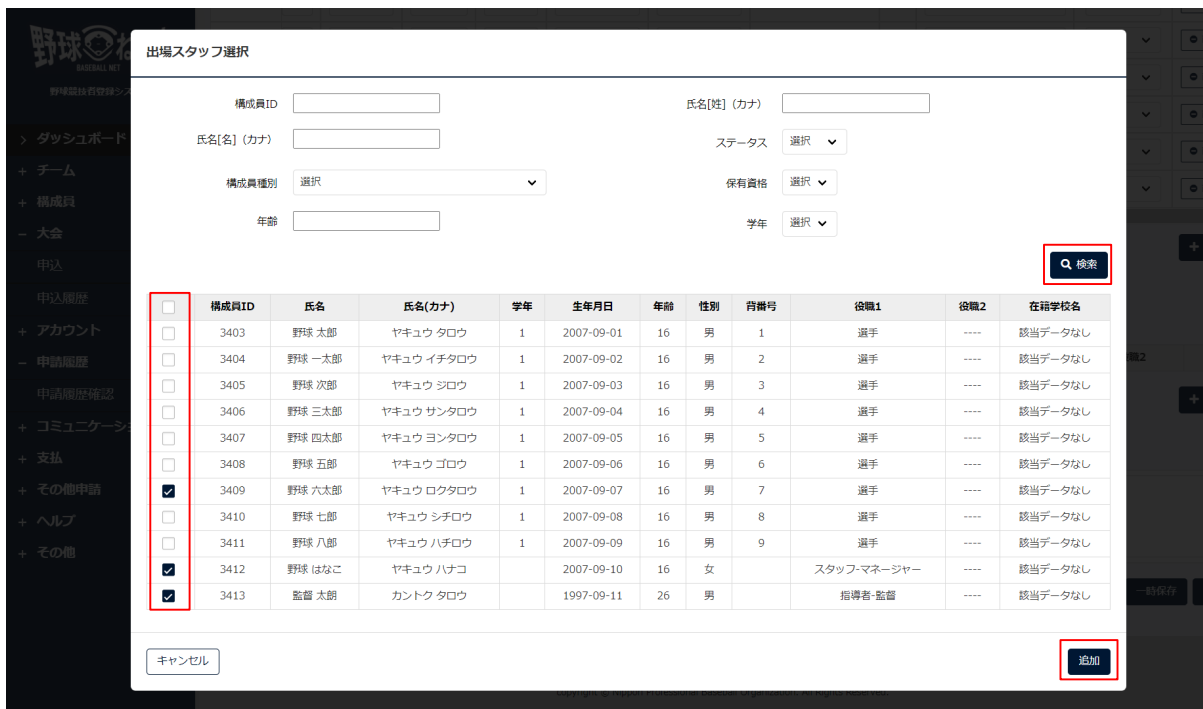 野球
BASEBALL NET
野球競技者登録シス
> ダッシュボード
+ チーム
+ 構成員
− 大会
申込
申込履歴
+ アカウント
− 申請履歴
申請履歴確認
+ コミュニケーシ
+ 支払
+ その他申請
+ ヘルプ
+ その他
出場スタッフ選択
構成員ID 氏名[姓]（カナ）
氏名[名]（カナ） ステータス 選択
構成員種別 選択 保有資格 選択
年齢 学年 選択
検索
構成員ID 氏名 氏名(カナ) 学年 生年月日 年齢 性別 背番号 役職1 役職2 在籍学校名
3403 野球 太郎 ヤキュウ タロウ 1 2007-09-01 16 男 1 選手 ---- 該当データなし
3404 野球 一太郎 ヤキュウ イチタロウ 1 2007-09-02 16 男 2 選手 ---- 該当データなし
3405 野球 次郎 ヤキュウ ジロウ 1 2007-09-03 16 男 3 選手 ---- 該当データなし
3406 野球 三太郎 ヤキュウ サンタロウ 1 2007-09-04 16 男 4 選手 ---- 該当データなし
3407 野球 四太郎 ヤキュウ ヨンタロウ 1 2007-09-05 16 男 5 選手 ---- 該当データなし
3408 野球 五郎 ヤキュウ ゴロウ 1 2007-09-06 16 男 6 選手 ---- 該当データなし
3409 野球 六太郎 ヤキュウ ロクタロウ 1 2007-09-07 16 男 7 選手 ---- 該当データなし
3410 野球 七郎 ヤキュウ シチロウ 1 2007-09-08 16 男 8 選手 ---- 該当データなし
3411 野球 八郎 ヤキュウ ハチロウ 1 2007-09-09 16 男 9 選手 ---- 該当データなし
3412 野球 はなこ ヤキュウ ハナコ 2007-09-10 16 女 スタッフ-マネージャー ---- 該当データなし
3413 監督 太朗 カントク タロウ 1997-09-11 26 男 指導者-監督 ---- 該当データなし
キャンセル
追加
職2
一時保存
Copyright @ Nippon Professional Baseball Organization. All Rights Reserved.